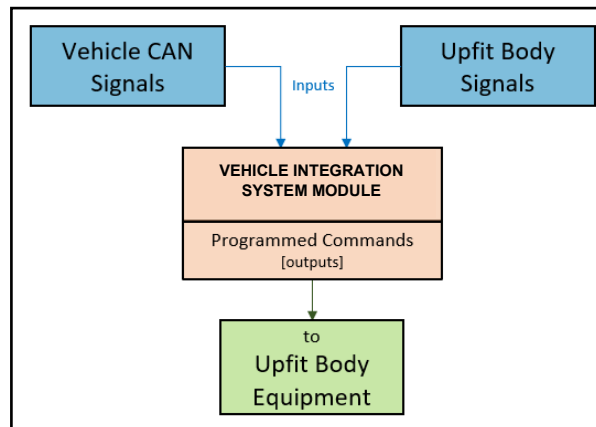 Vehicle CAN
Signals
Upfit Body
Signals
Inputs
VEHICLE INTEGRATION
SYSTEM MODULE
Programmed Commands
[outputs]
to
Upfit Body
Equipment